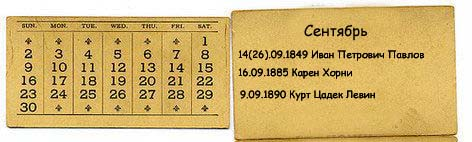 SUN. MON. TUE. WED. THU. FRI. SAT.
1
2 3 4 5 6 7 8
9 10 11 12 13 14 15
16 17 18 19 20 21 22
23 24 25 26 27 28 29
30
Сентябрь
14(26).09.1849 Иван Петрович Павлов
16.09.1885 Карен Хорни
9.09.1890 Курт Цадек Левин